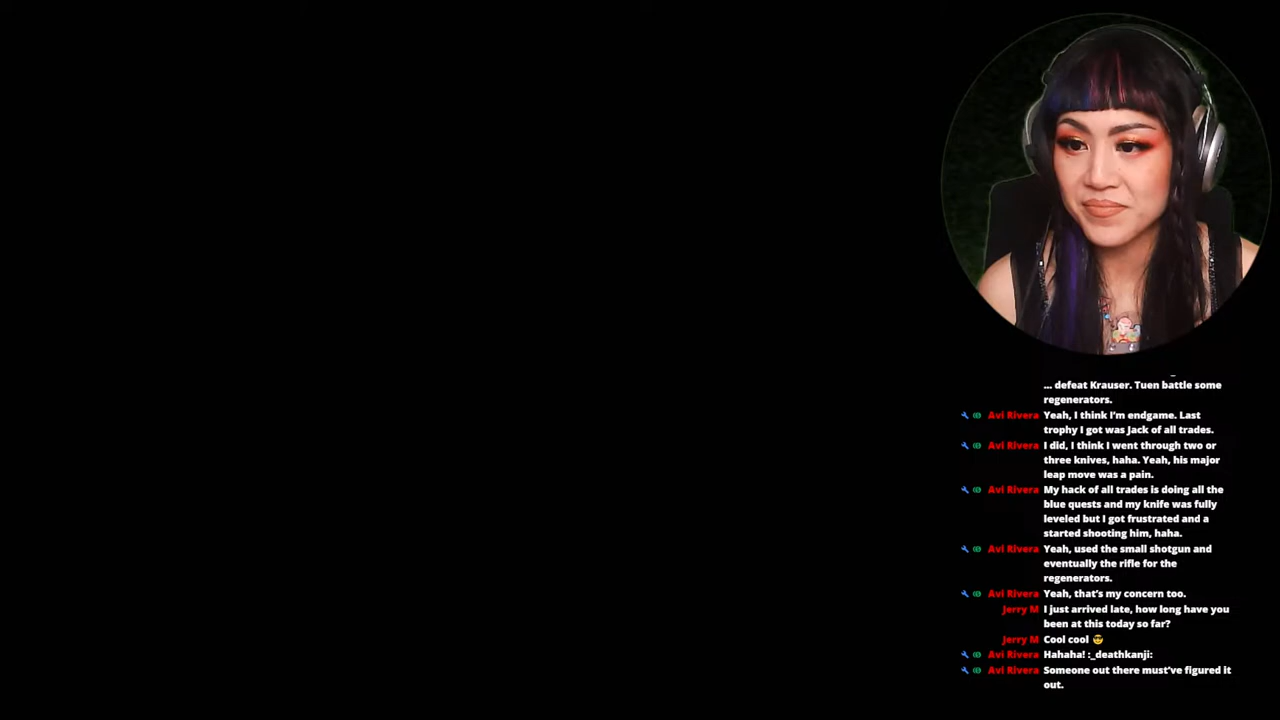 ... defeat Krauser. Tuen battle some
regenerators.
Avi Rivera Yeah, I think I'm endgame. Last
trophy I got was Jack of all trades.
Avi Rivera I did, I think I went through two or
three knives, haha. Yeah, his major
leap move was a pain.
Avi Rivera My hack of all trades is doing all the
blue quests and my knife was fully
leveled but I got frustrated and a
started shooting him, haha.
Avi Rivera Yeah, used the small shotgun and
eventually the rifle for the
regenerators.
Avi Rivera Yeah, that's my concern too.
Jerry M I just arrived late, how long have you
been at this today so far?
Jerry M Cool cool 😎
Avi Rivera Hahaha! :_deathkanji:
Avi Rivera Someone out there must've figured it
out.